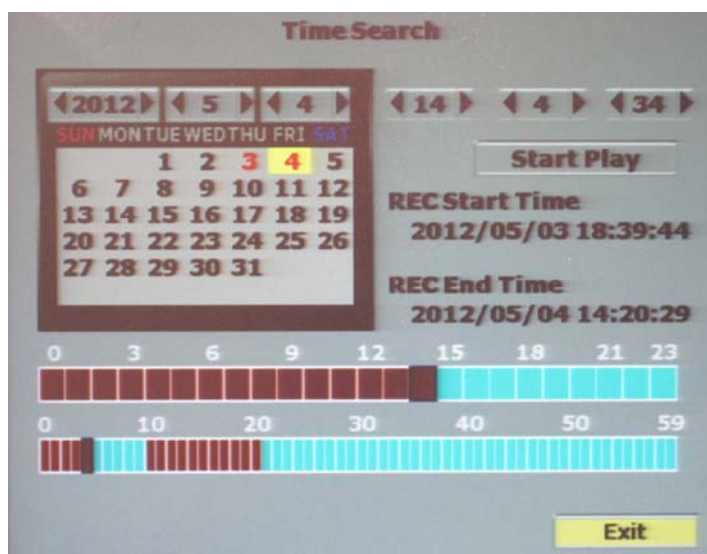 Time Search
2012 5 4 14 4 34
SUN MON TUE WED THU FRI SAT
1 2 3 4 5
6 7 8 9 10 11 12
13 14 15 16 17 18 19
20 21 22 23 24 25 26
27 28 29 30 31
Start Play
REC Start Time
2012/05/03 18:39:44
REC End Time
2012/05/04 14:20:29
0 3 6 9 12 15 18 21 23
0 10 20 30 40 50 59
Exit